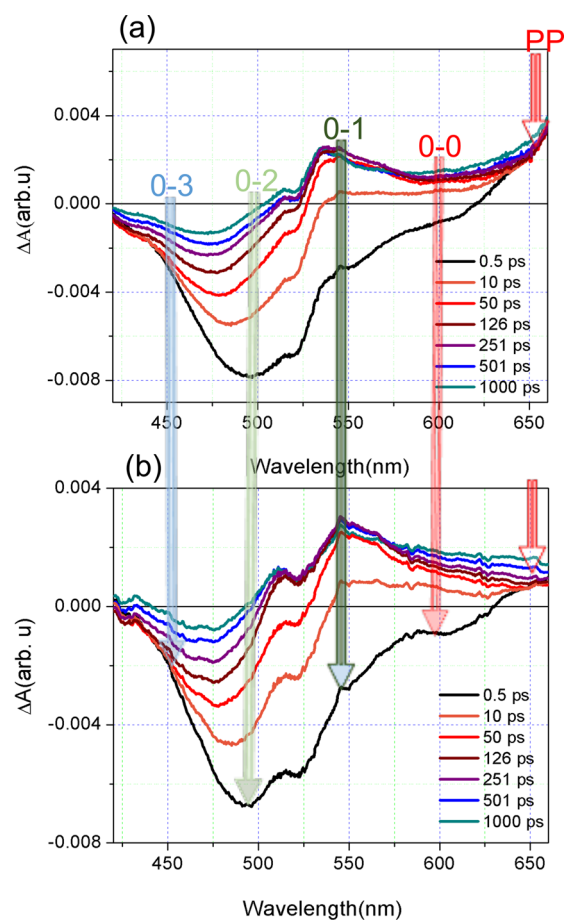 (a)
PP
0-3
0-2
0-1
0-0
0.004
0.000
-0.004
-0.008
ΔA(arb.u)
0.5 ps
10 ps
50 ps
126 ps
251 ps
501 ps
1000 ps
450 500 550 600 650
Wavelength(nm)
(b)
0.004
0.000
-0.004
-0.008
ΔA(arb. u)
0.5 ps
10 ps
50 ps
126 ps
251 ps
501 ps
1000 ps
450 500 550 600 650
Wavelength(nm)